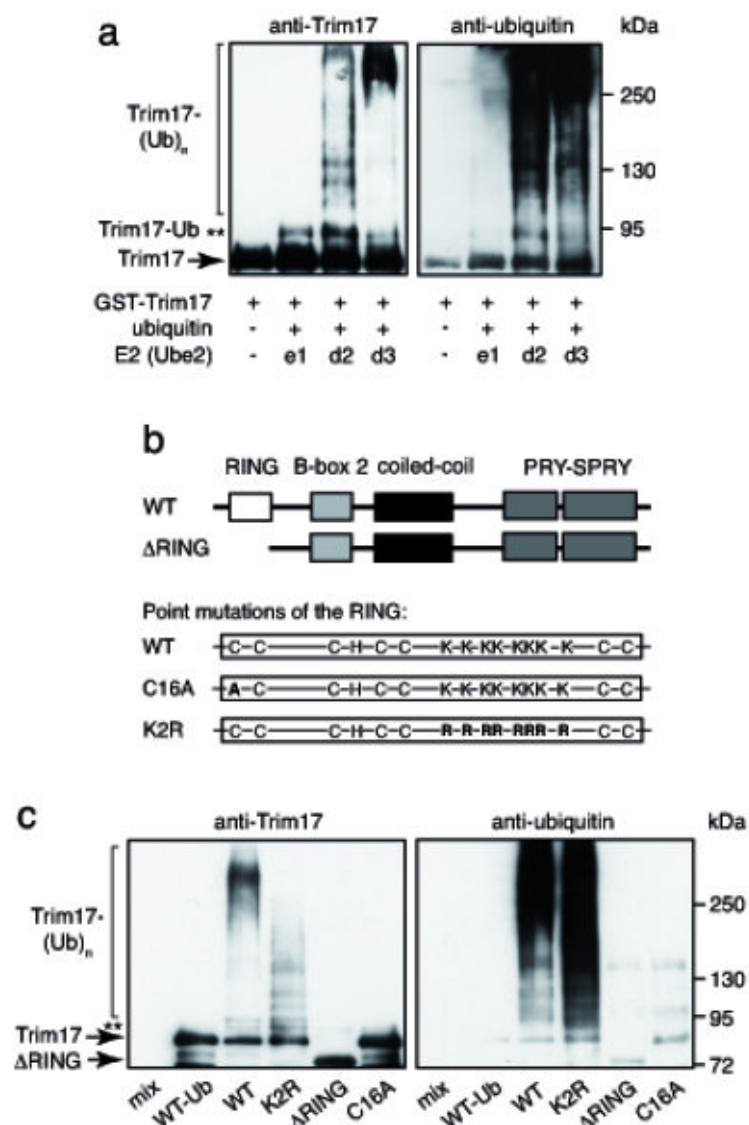 a
anti-Trim17 anti-ubiquitin kDa
Trim17-
(Ub)n
250
130
Trim17-Ub ** 95
Trim17
GST-Trim17 + + + + + + + +
ubiquitin - + + + - + + +
E2 (Ube2) - e1 d2 d3 - e1 d2 d3
b
RING B-box 2 coiled-coil PRY-SPRY
WT
ΔRING
Point mutations of the RING:
WT C-C C-H-C-C K-K-KK-KKK-K C-C
C16A A-C C-H-C-C K-K-KK-KKK-K C-C
K2R C-C C-H-C-C R-R-RR-RRR-R C-C
c
anti-Trim17 anti-ubiquitin kDa
Trim17-
(Ub)n
250
130
** 95
Trim17
ΔRING 72
mix WT-Ub WT K2R ΔRING C16A mix WT-Ub WT K2R ΔRING C16A